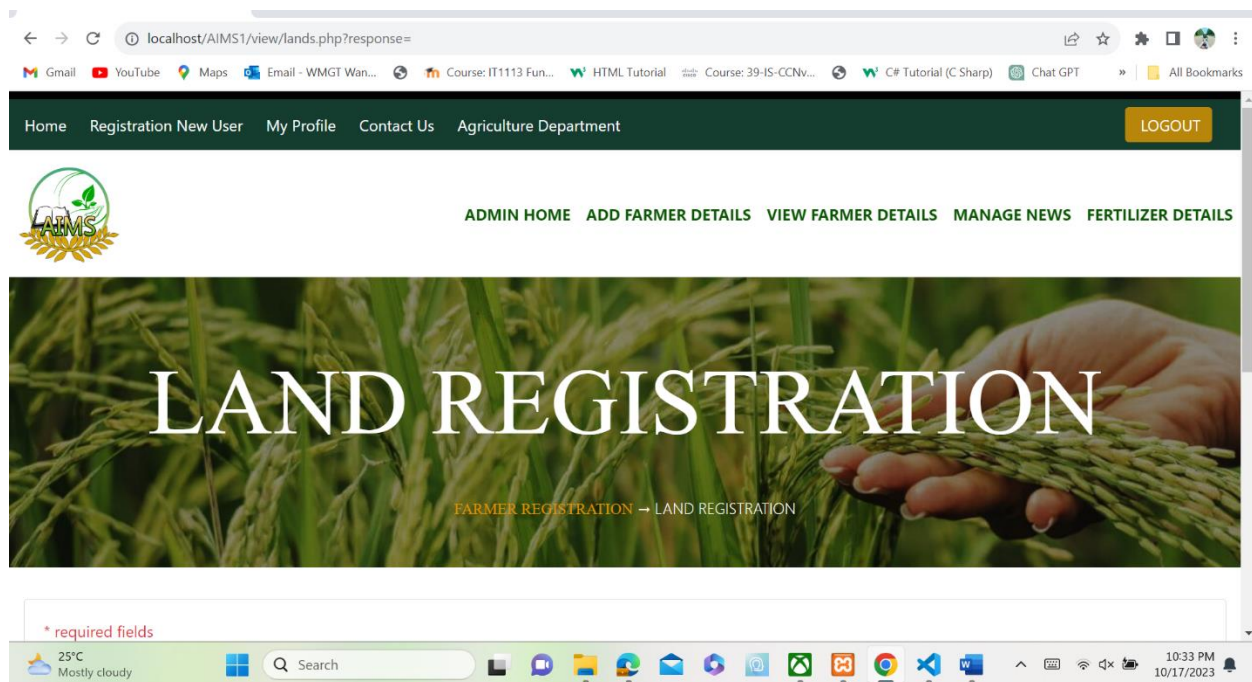 localhost/AIMS1/view/lands.php?response=
Gmail YouTube Maps Email - WMGT Wan... Course: IT1113 Fun... HTML Tutorial Course: 39-IS-CCNv... C# Tutorial (C Sharp) Chat GPT » All Bookmarks
Home Registration New User My Profile Contact Us Agriculture Department LOGOUT
AIMS
ADMIN HOME ADD FARMER DETAILS VIEW FARMER DETAILS MANAGE NEWS FERTILIZER DETAILS
LAND REGISTRATION
FARMER REGISTRATION → LAND REGISTRATION
* required fields
25°C
Mostly cloudy
Search
10:33 PM
10/17/2023